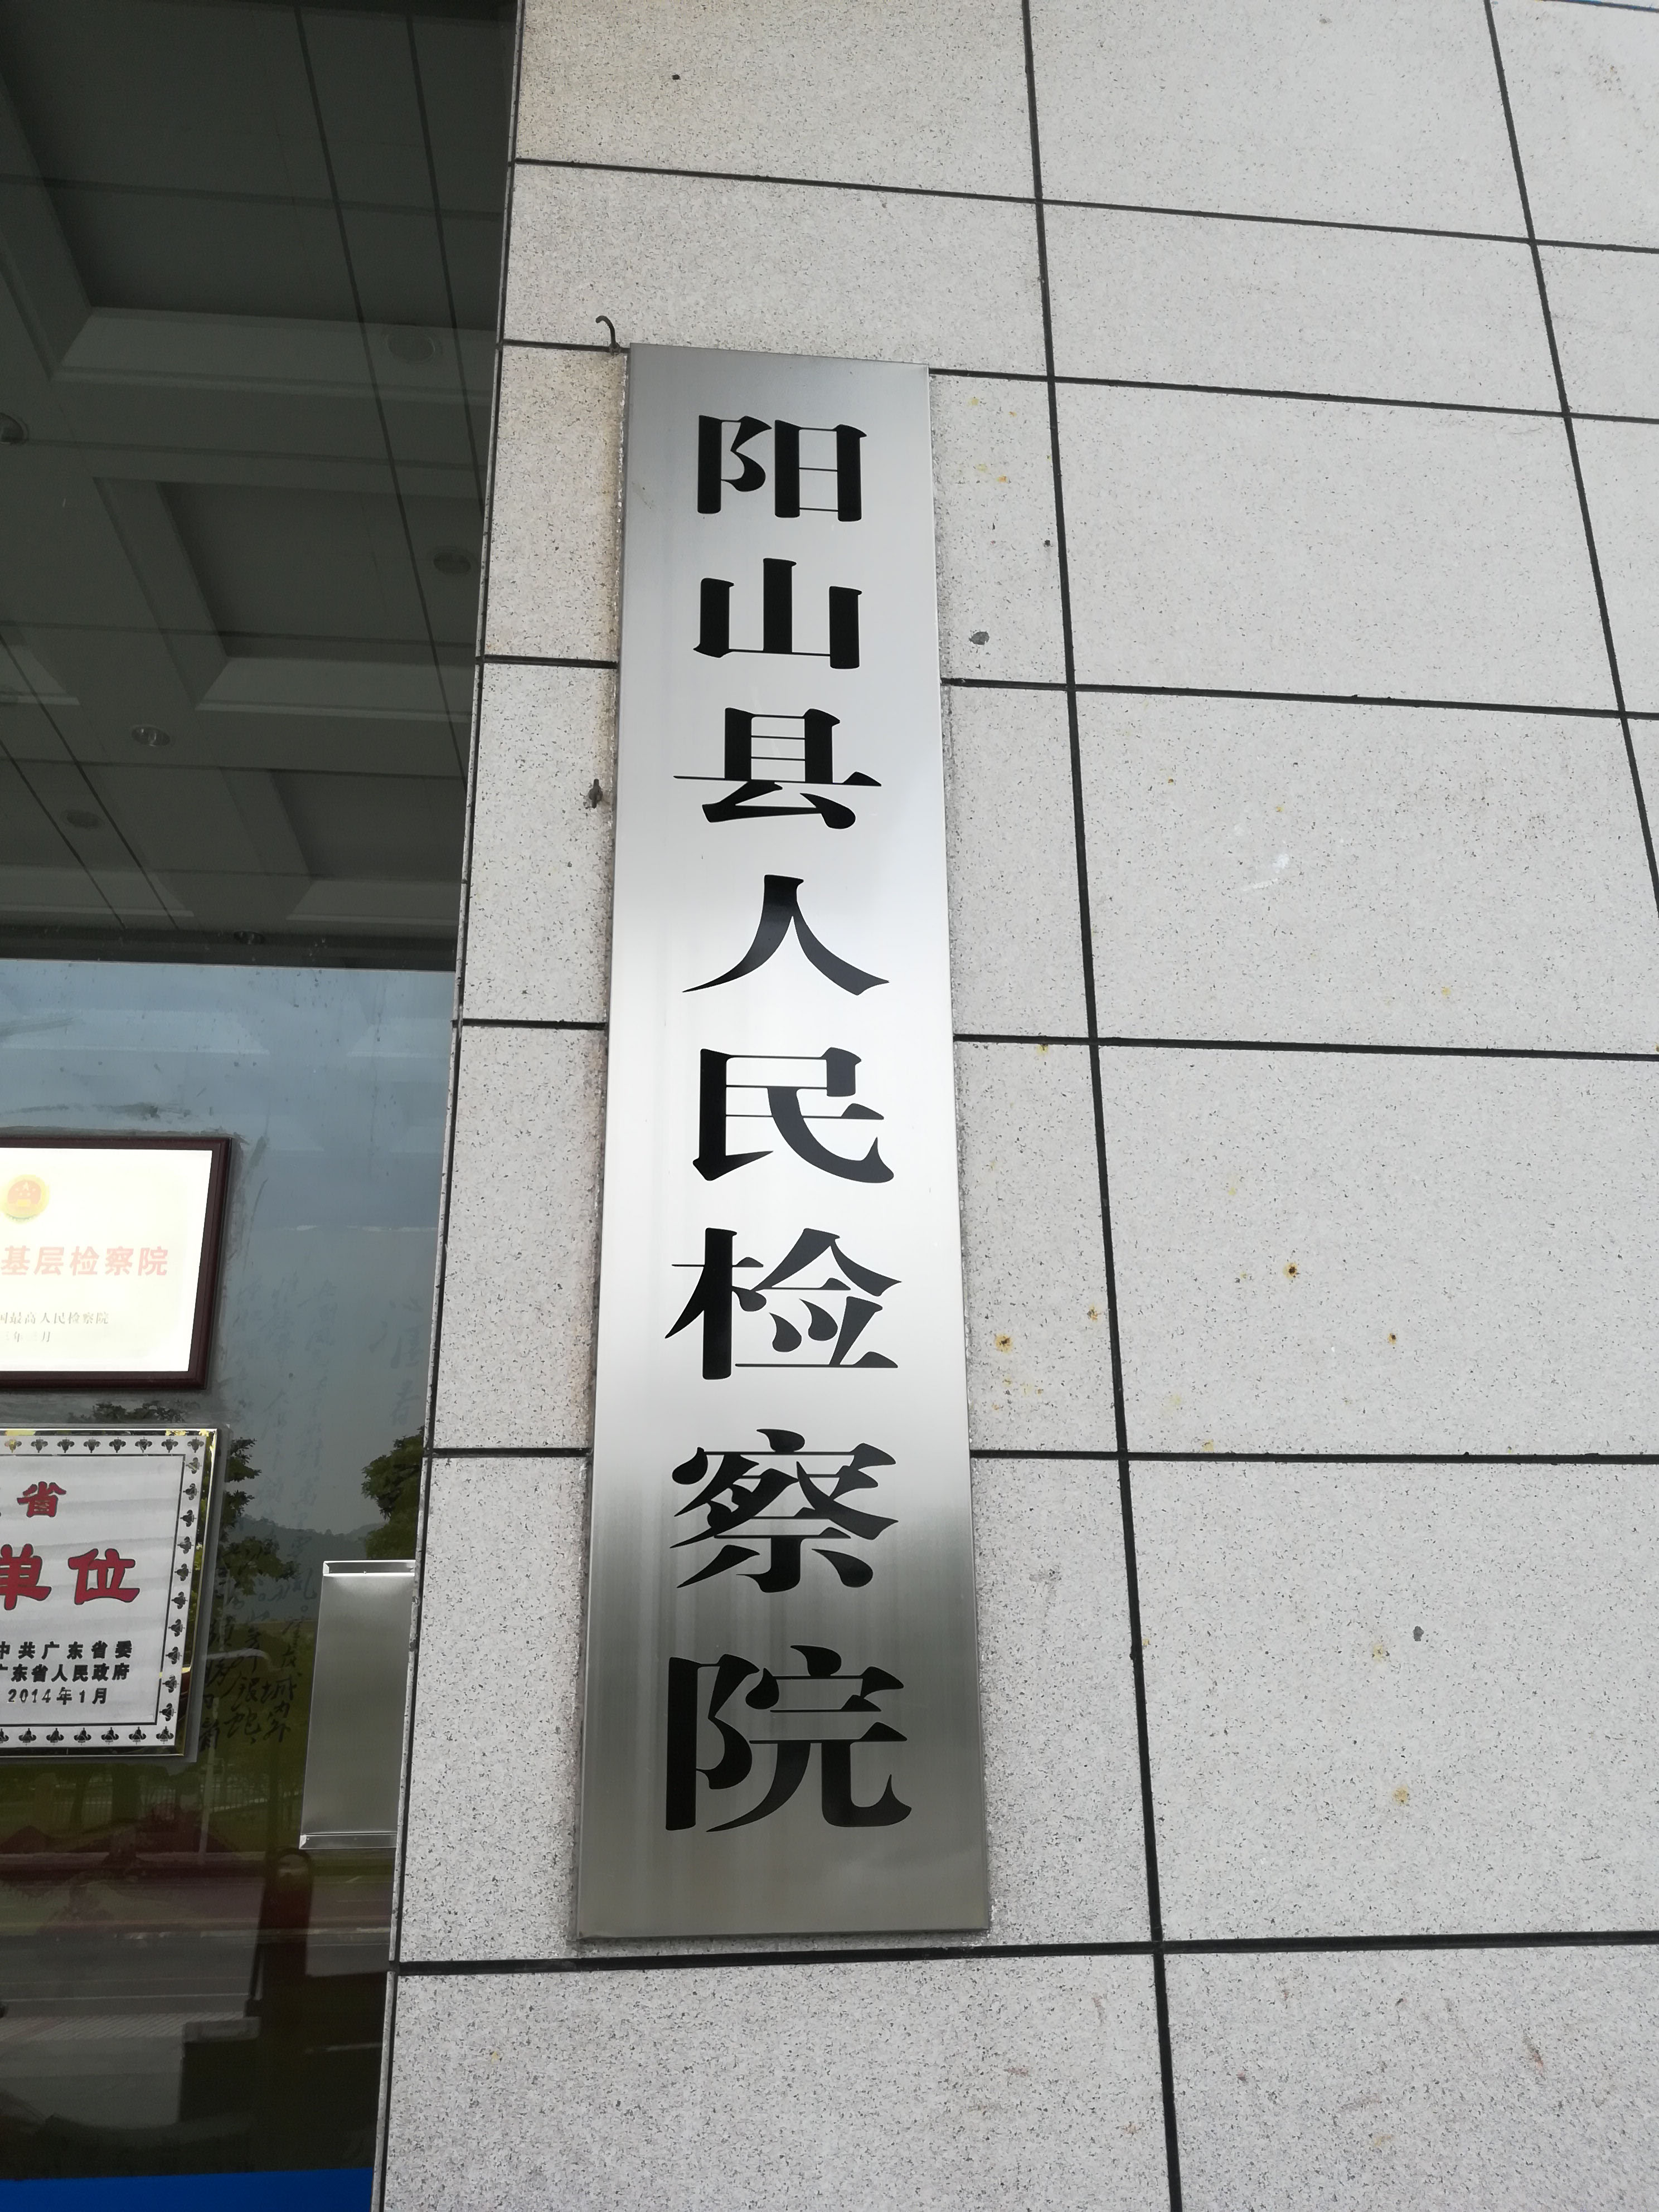 阳山县人民检察院
基层检察院
国最高人民检察院
省
单位
中共广东省委
广东省人民政府
2014年1月